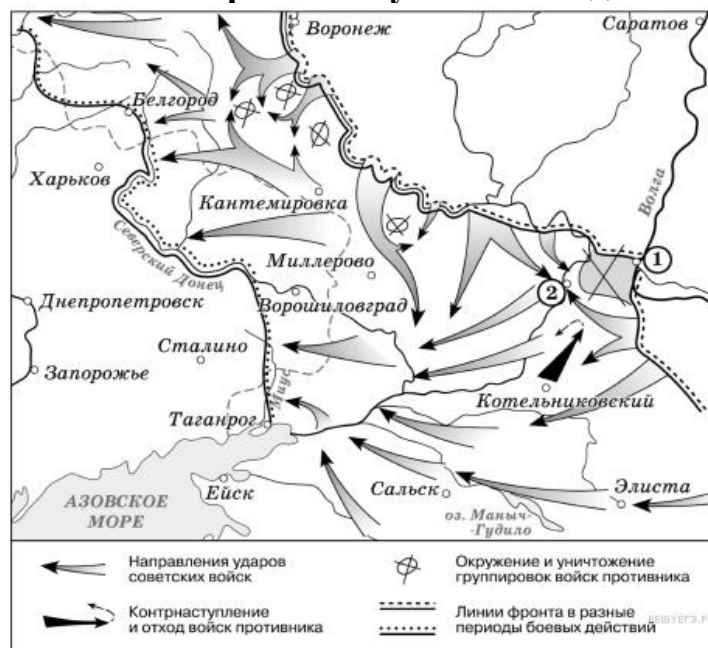 Воронеж
Саратов
Белгород
Харьков
Волга
Кантемировка
Северский Донец
Миллерово
1
2
Днепропетровск
Ворошиловград
Сталино
Запорожье
Миус
Котельниковский
Таганрог
Ейск
Сальск
Элиста
АЗОВСКОЕ
МОРЕ
оз. Маныч-
-Гудило
Направления ударов
советских войск
Окружение и уничтожение
группировок войск противника
Контрнаступление
и отход войск противника
Линии фронта в разные
периоды боевых действий